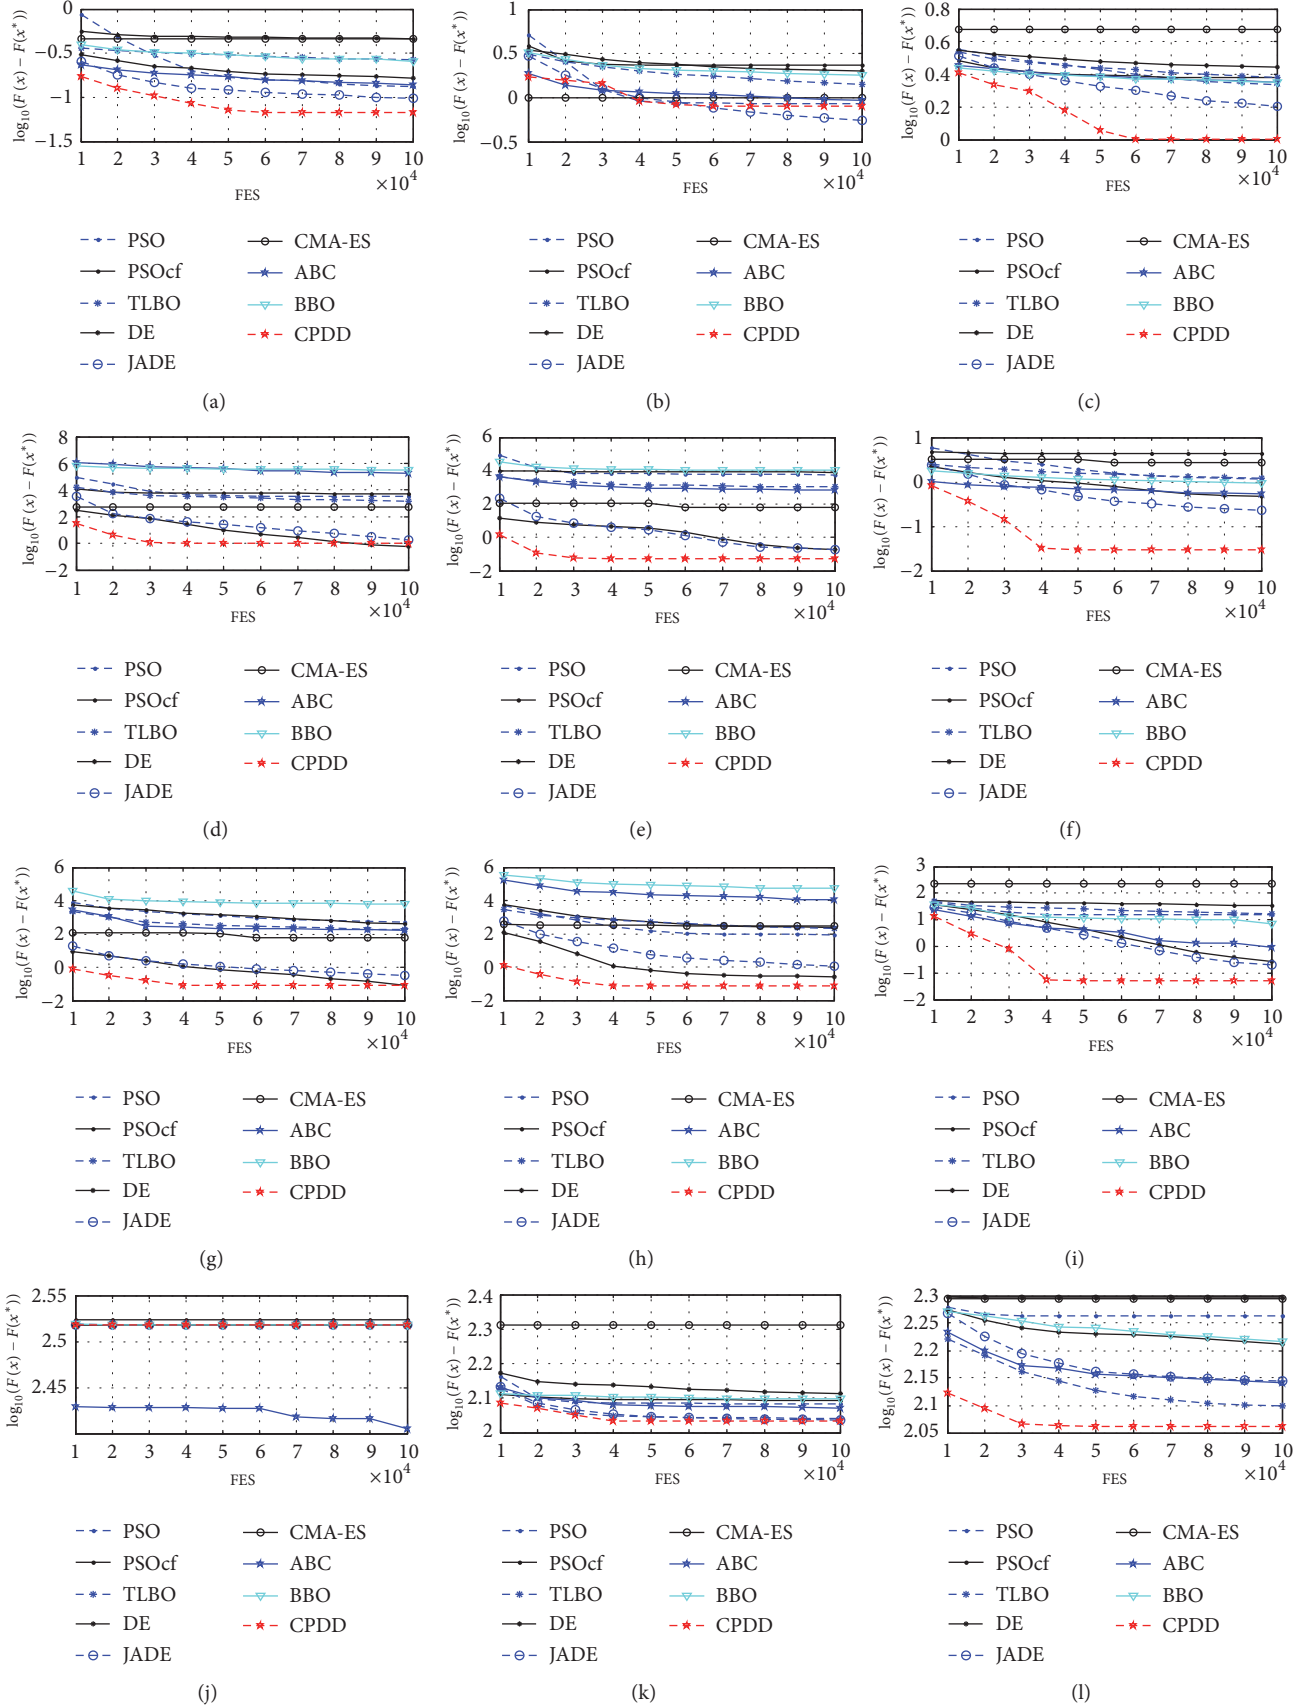 log10(F(x) − F(x*))
0
−0.5
−1
−1.5
1 2 3 4 5 6 7 8 9 10
×10^4
FES
PSO
PSOcf
TLBO
DE
JADE
CMA-ES
ABC
BBO
CPDD
(a)
log10(F(x) − F(x*))
1
0.5
0
−0.5
1 2 3 4 5 6 7 8 9 10
×10^4
FES
PSO
PSOcf
TLBO
DE
JADE
CMA-ES
ABC
BBO
CPDD
(b)
log10(F(x) − F(x*))
0.8
0.6
0.4
0.2
0
1 2 3 4 5 6 7 8 9 10
×10^4
FES
PSO
PSOcf
TLBO
DE
JADE
CMA-ES
ABC
BBO
CPDD
(c)
log10(F(x) − F(x*))
8
6
4
2
0
−2
1 2 3 4 5 6 7 8 9 10
×10^4
FES
PSO
PSOcf
TLBO
DE
JADE
CMA-ES
ABC
BBO
CPDD
(d)
log10(F(x) − F(x*))
6
4
2
0
−2
1 2 3 4 5 6 7 8 9 10
×10^4
FES
PSO
PSOcf
TLBO
DE
JADE
CMA-ES
ABC
BBO
CPDD
(e)
log10(F(x) − F(x*))
1
0
−1
−2
1 2 3 4 5 6 7 8 9 10
×10^4
FES
PSO
PSOcf
TLBO
DE
JADE
CMA-ES
ABC
BBO
CPDD
(f)
log10(F(x) − F(x*))
6
4
2
0
−2
1 2 3 4 5 6 7 8 9 10
×10^4
FES
PSO
PSOcf
TLBO
DE
JADE
CMA-ES
ABC
BBO
CPDD
(g)
log10(F(x) − F(x*))
6
4
2
0
−2
1 2 3 4 5 6 7 8 9 10
×10^4
FES
PSO
PSOcf
TLBO
DE
JADE
CMA-ES
ABC
BBO
CPDD
(h)
log10(F(x) − F(x*))
3
2
1
0
−1
−2
1 2 3 4 5 6 7 8 9 10
×10^4
FES
PSO
PSOcf
TLBO
DE
JADE
CMA-ES
ABC
BBO
CPDD
(i)
log10(F(x) − F(x*))
2.55
2.5
2.45
1 2 3 4 5 6 7 8 9 10
×10^4
FES
PSO
PSOcf
TLBO
DE
JADE
CMA-ES
ABC
BBO
CPDD
(j)
log10(F(x) − F(x*))
2.4
2.3
2.2
2.1
2
1 2 3 4 5 6 7 8 9 10
×10^4
FES
PSO
PSOcf
TLBO
DE
JADE
CMA-ES
ABC
BBO
CPDD
(k)
log10(F(x) − F(x*))
2.3
2.25
2.2
2.15
2.1
2.05
1 2 3 4 5 6 7 8 9 10
×10^4
FES
PSO
PSOcf
TLBO
DE
JADE
CMA-ES
ABC
BBO
CPDD
(l)